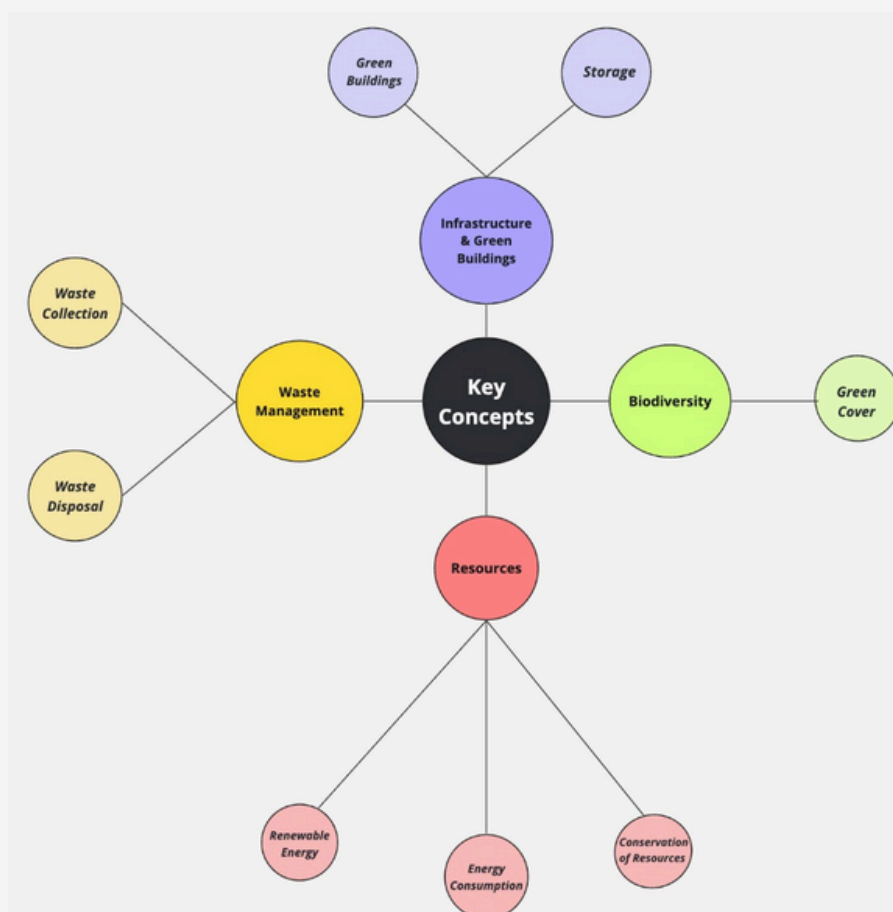 Green
Buildings
Storage
Infrastructure
& Green
Buildings
Waste
Collection
Waste
Management
Key
Concepts
Biodiversity
Green
Cover
Waste
Disposal
Resources
Renewable
Energy
Energy
Consumption
Conservation
of Resources